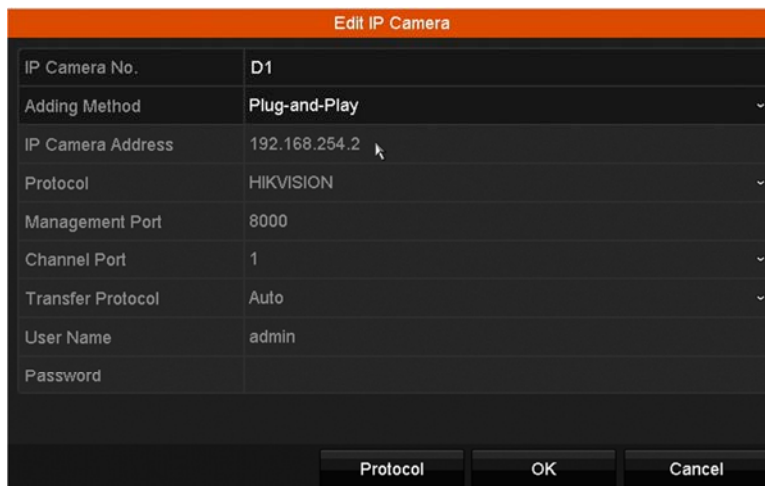 Edit IP Camera
IP Camera No. D1
Adding Method Plug-and-Play
IP Camera Address 192.168.254.2
Protocol HIKVISION
Management Port 8000
Channel Port 1
Transfer Protocol Auto
User Name admin
Password
Protocol OK Cancel